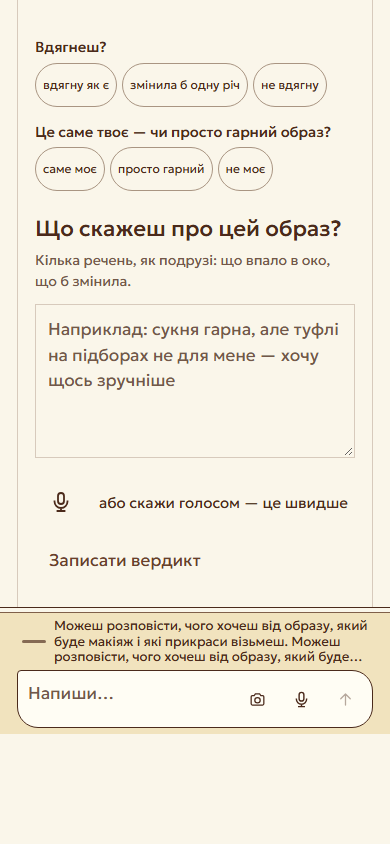 Вдягнеш?
вдягну як є
змінила б одну річ
не вдягну
Це саме твоє — чи просто гарний образ?
саме моє
просто гарний
не моє
Що скажеш про цей образ?
Кілька речень, як подрузі: що впало в око,
що б змінила.
Наприклад: сукня гарна, але туфлі
на підборах не для мене — хочу
щось зручніше
або скажи голосом — це швидше
Записати вердикт
Можеш розповісти, чого хочеш від образу, який
буде макіяж і які прикраси візьмеш. Можеш
розповісти, чого хочеш від образу, який буде…
Напиши…